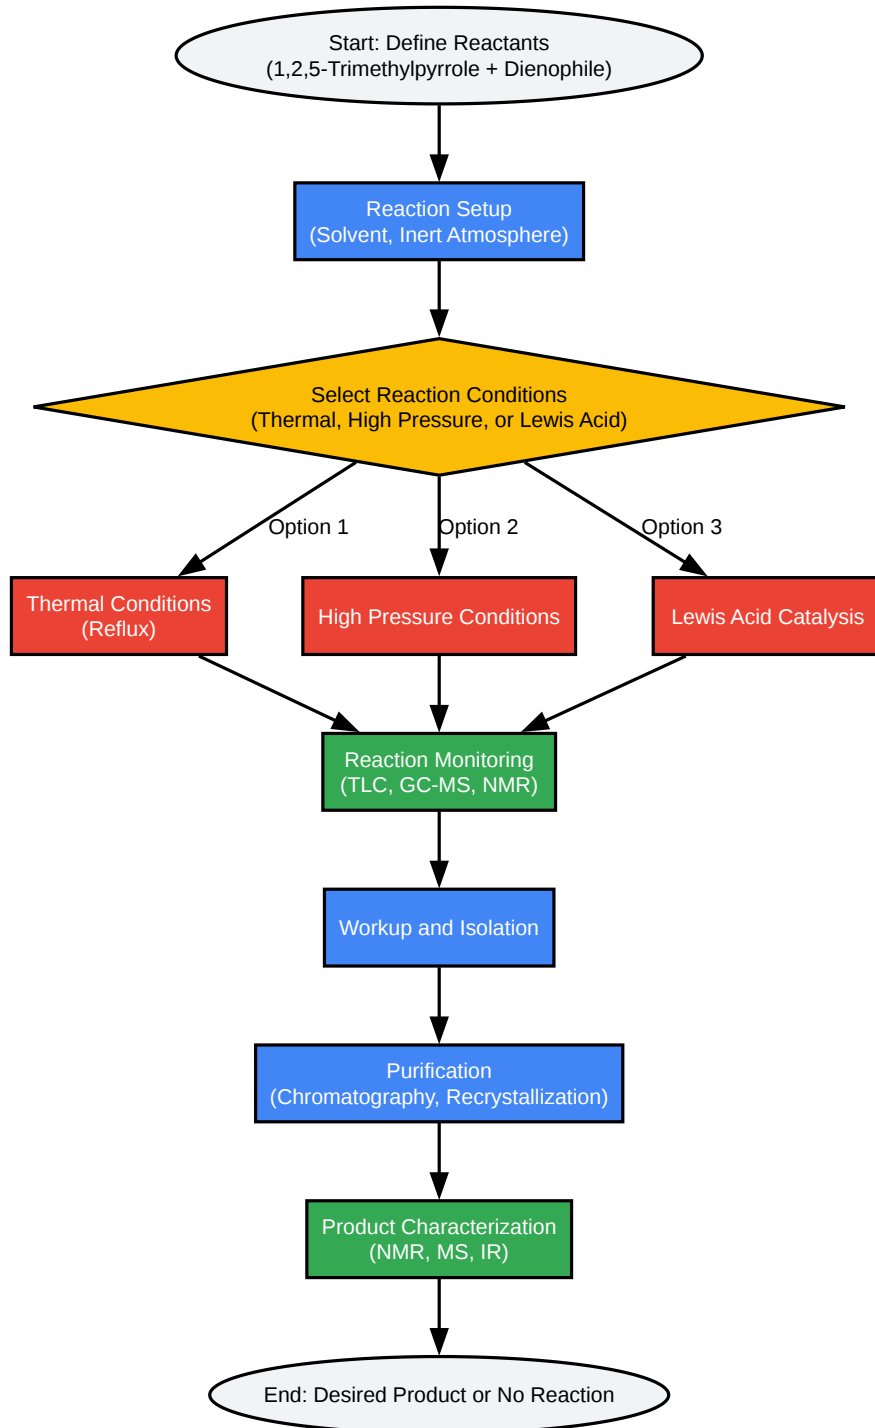 Start: Define Reactants
(1,2,5-Trimethylpyrrole + Dienophile)
Reaction Setup
(Solvent, Inert Atmosphere)
Select Reaction Conditions
(Thermal, High Pressure, or Lewis Acid)
Option 1
Option 2
Option 3
Thermal Conditions
(Reflux)
High Pressure Conditions
Lewis Acid Catalysis
Reaction Monitoring
(TLC, GC-MS, NMR)
Workup and Isolation
Purification
(Chromatography, Recrystallization)
Product Characterization
(NMR, MS, IR)
End: Desired Product or No Reaction